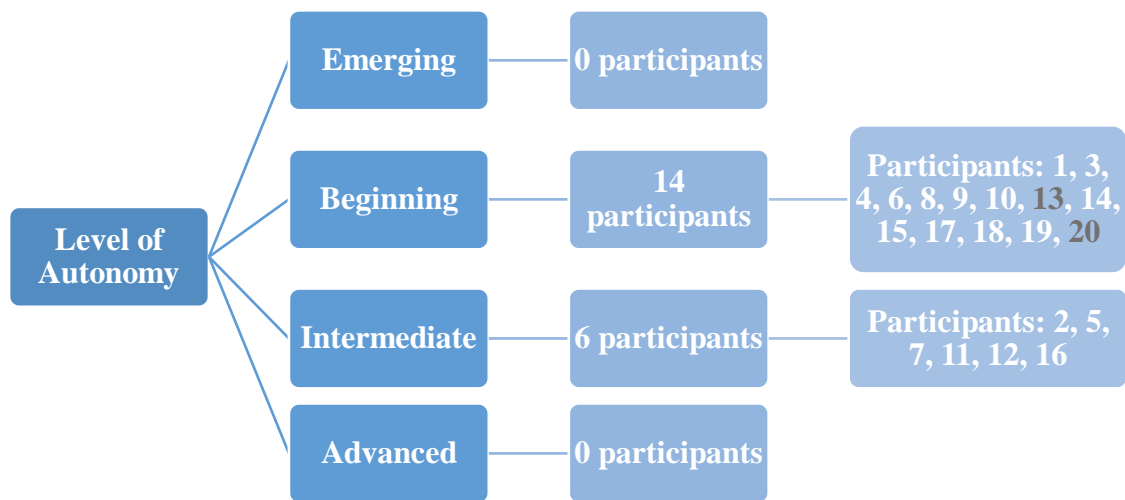 Level of
Autonomy
Emerging
0 participants
Beginning
14
participants
Participants: 1, 3,
4, 6, 8, 9, 10, 13, 14,
15, 17, 18, 19, 20
Intermediate
6 participants
Participants: 2, 5,
7, 11, 12, 16
Advanced
0 participants